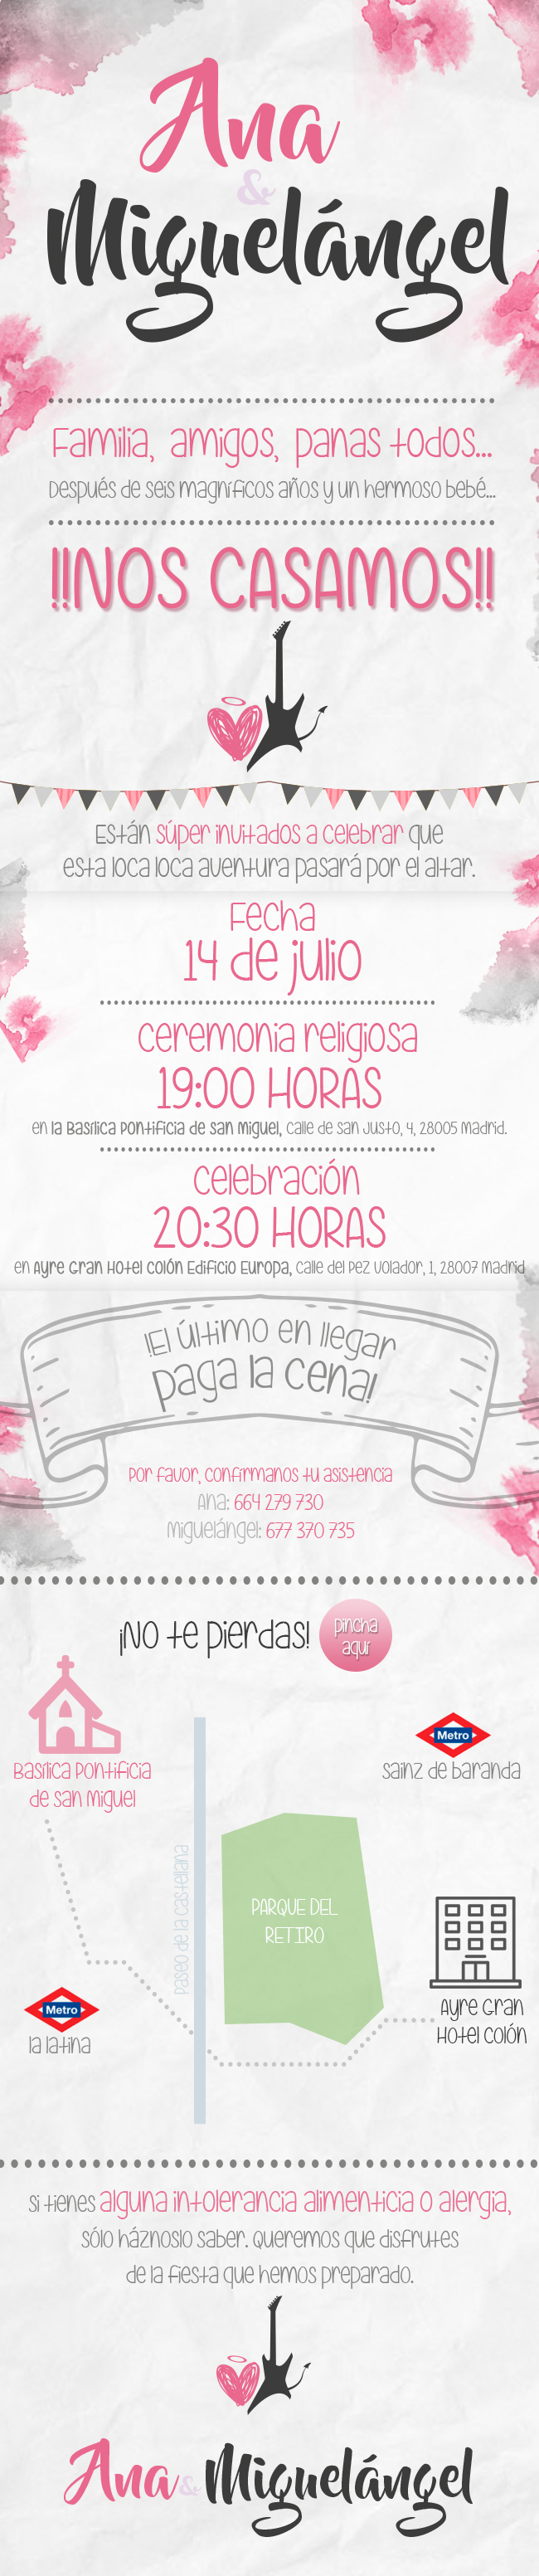 Ana
&
Miguelángel
Familia, amigos, panas todos...
Después de seis magníficos años y un hermoso bebé...
!!NOS CASAMOS!!
Están súper invitados a celebrar que
esta loca loca aventura pasará por el altar.
Fecha
14 de julio
ceremonia religiosa
19:00 HORAS
en la Basílica Pontificia de San Miguel, calle de San Justo, 4, 28005 Madrid.
celebración
20:30 HORAS
en Ayre Gran Hotel Colón Edificio Europa, calle del Pez Volador, 1, 28007 Madrid
¡El último en llegar
paga la cena!
Por favor, confírmanos tu asistencia
Ana: 664 279 730
Miguelángel: 677 370 735
¡NO te pierdas!
pincha
aquí
Basílica Pontificia
de San Miguel
Metro
Sainz de Baranda
Paseo de la castellana
PARQUE DEL
RETIRO
Ayre Gran
Hotel Colón
Metro
la latina
Si tienes alguna intolerancia alimenticia o alergia,
sólo háznoslo saber. Queremos que disfrutes
de la fiesta que hemos preparado.
Ana & Miguelángel